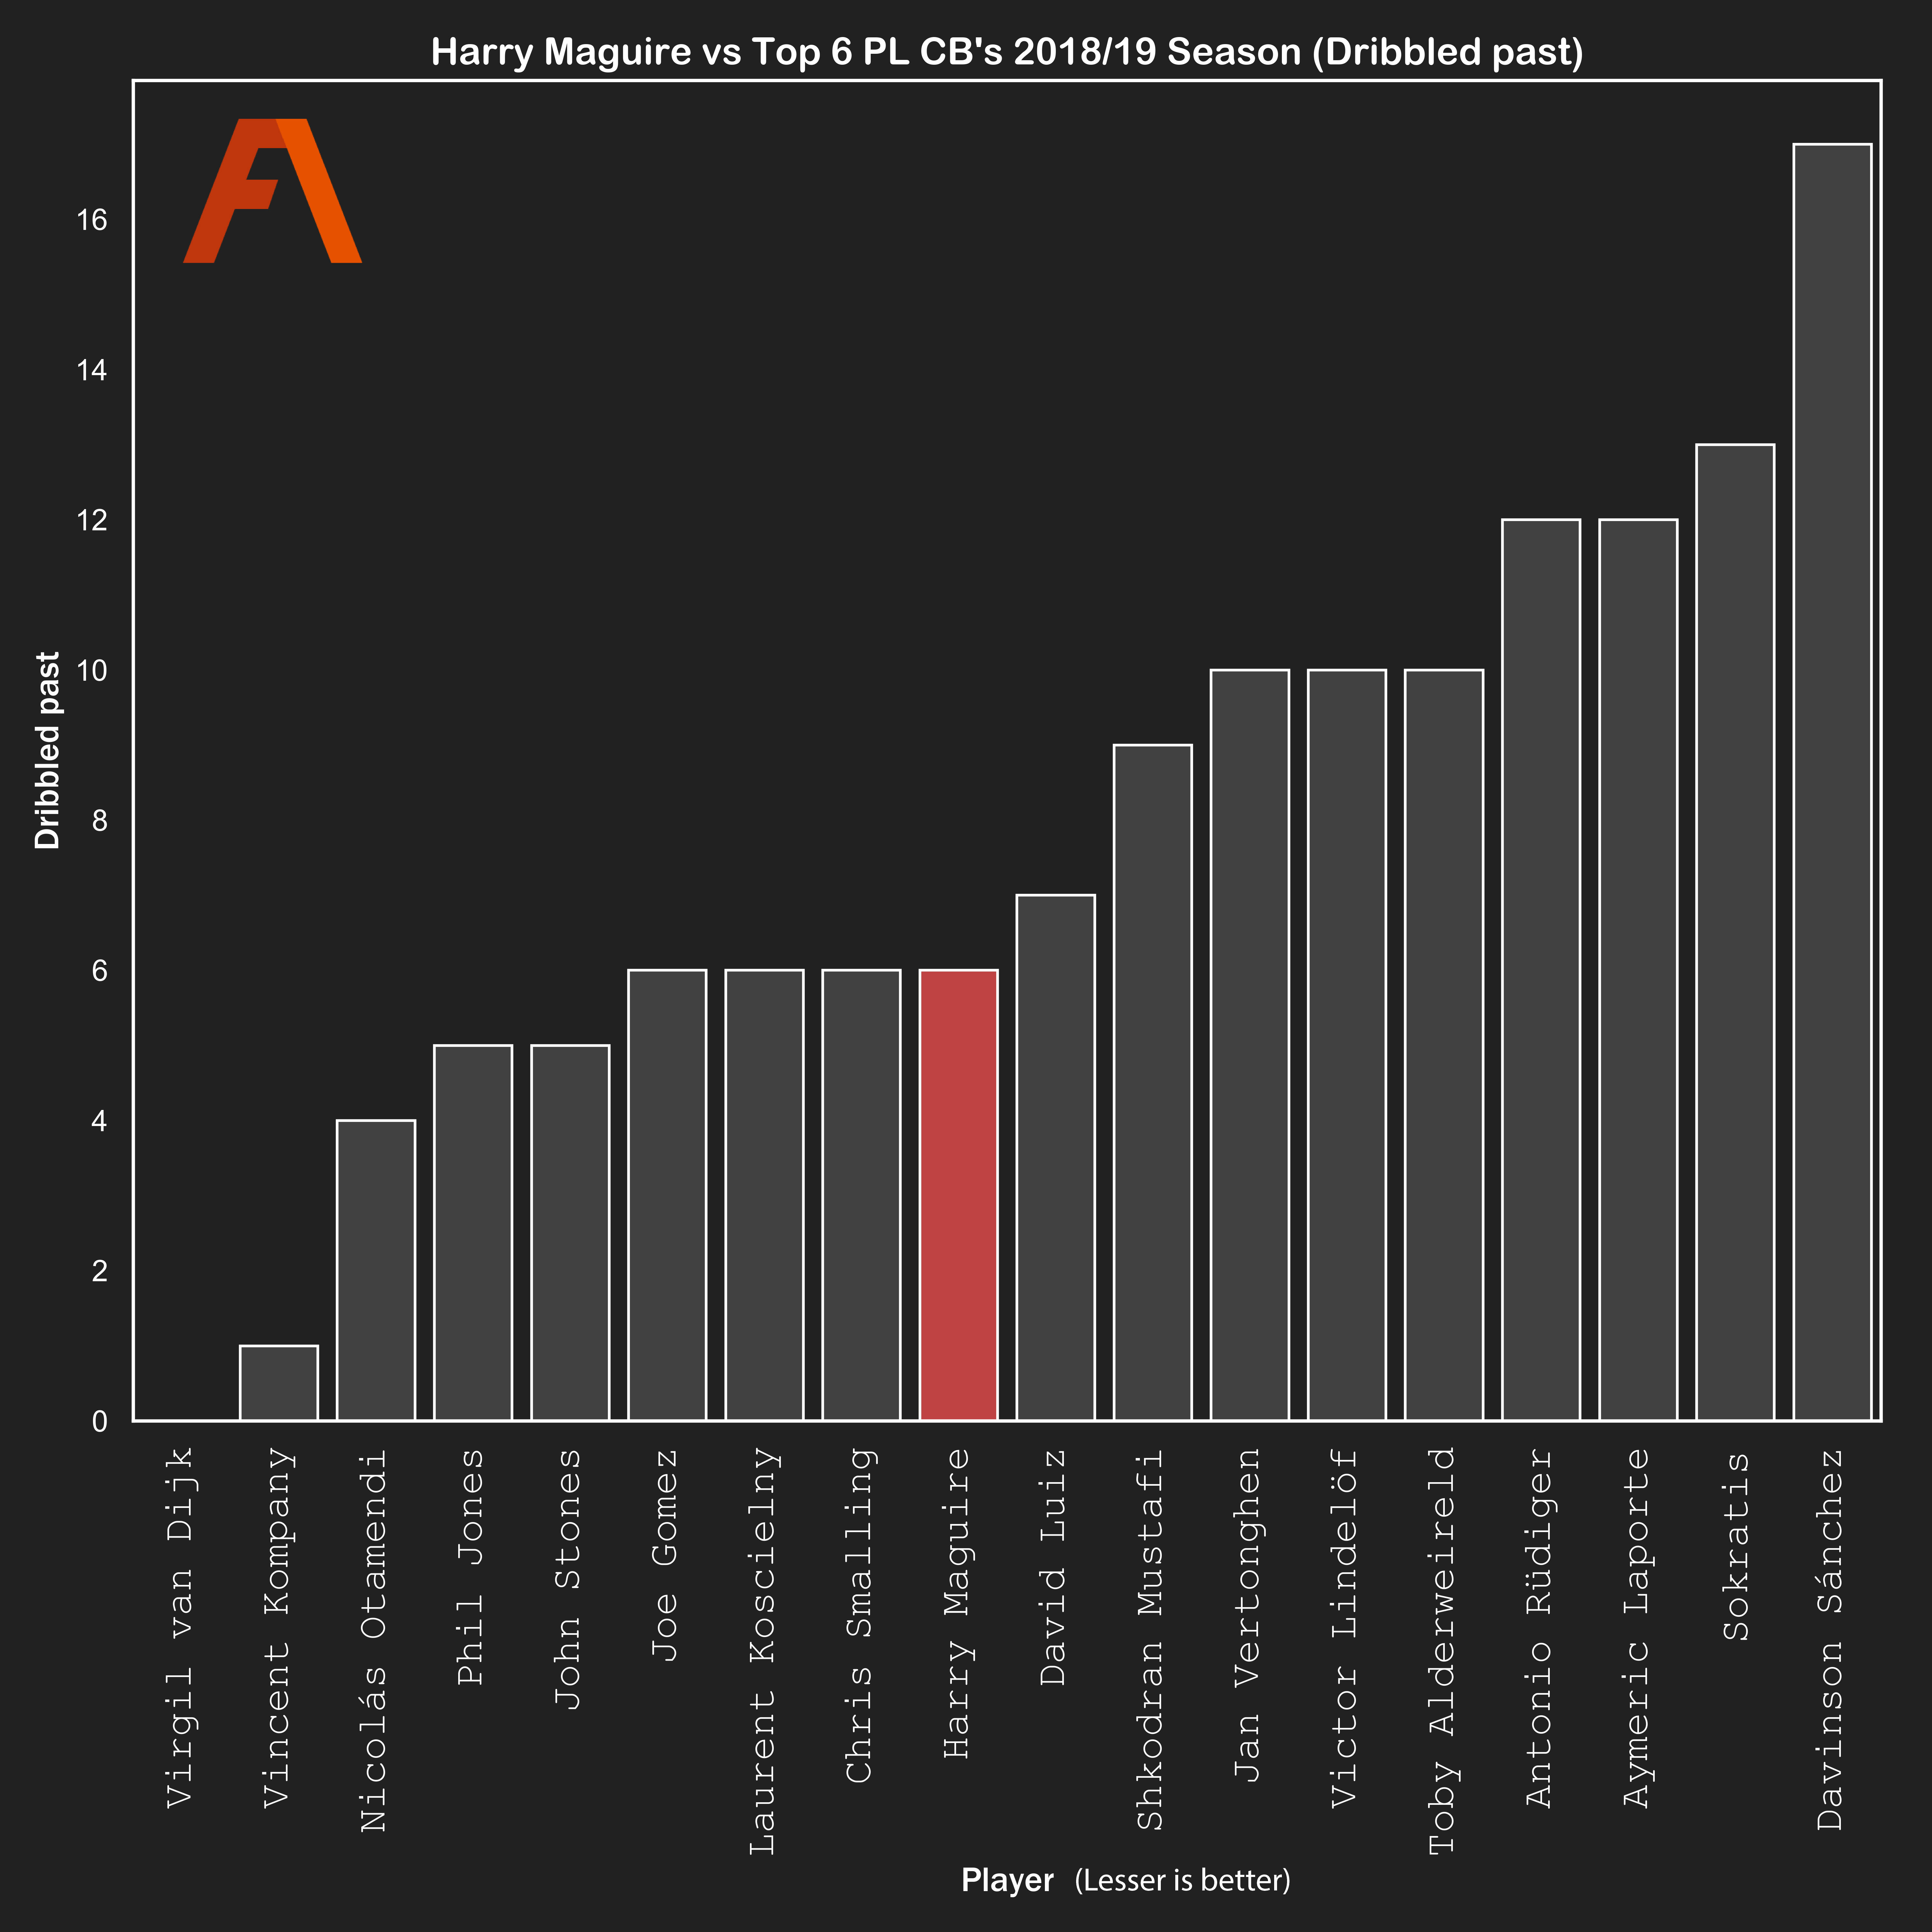 Harry Maguire vs Top 6 PL CB's 2018/19 Season (Dribbled past)
16
14
12
10
8
6
4
2
0
Dribbled past
Virgil van Dijk
Vincent Kompany
Nicolás Otamendi
Phil Jones
John Stones
Joe Gomez
Laurent Koscielny
Chris Smalling
Harry Maguire
David Luiz
Shkodran Mustafi
Jan Vertonghen
Victor Lindelöf
Toby Alderweireld
Antonio Rüdiger
Aymeric Laporte
Sokratis
Davinson Sánchez
Player (Lesser is better)